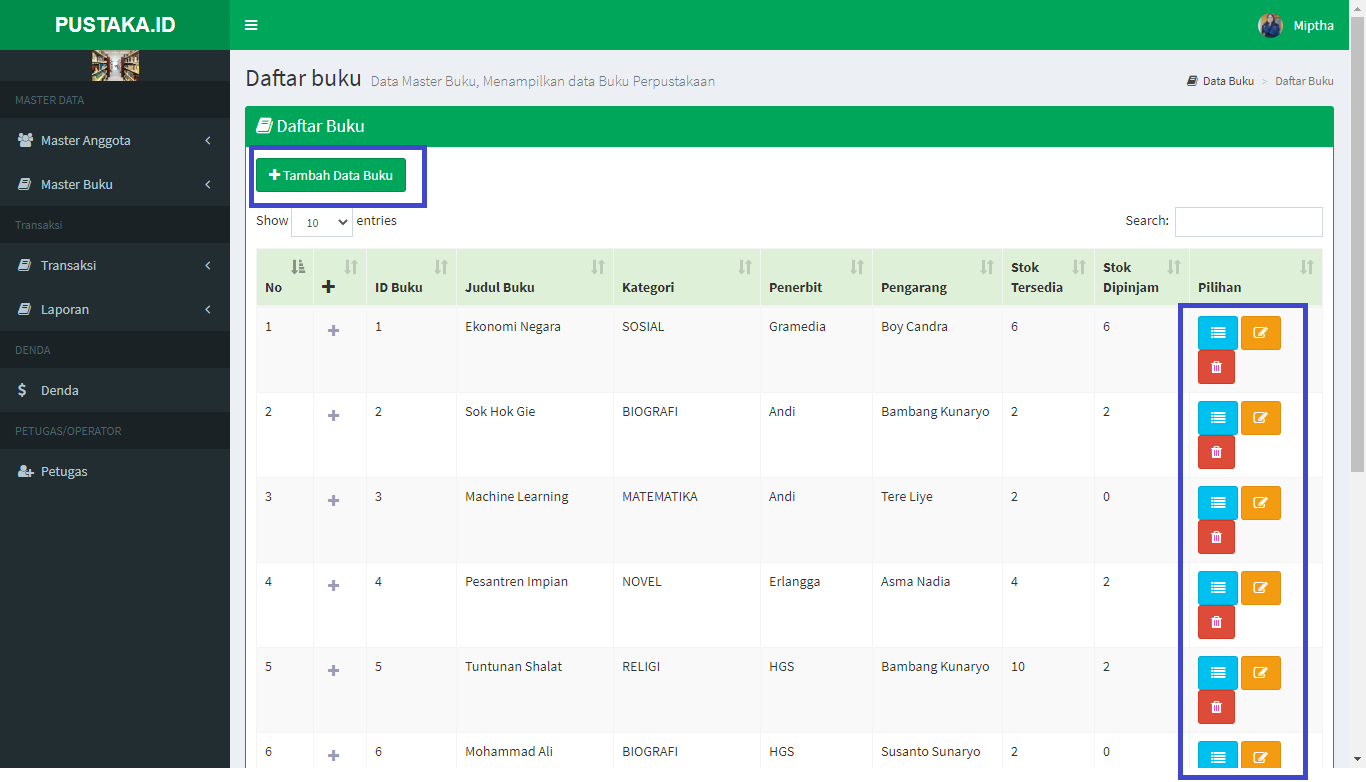 PUSTAKA.ID
Miptha
MASTER DATA
Master Anggota
Master Buku
Transaksi
Transaksi
Laporan
DENDA
Denda
PETUGAS/OPERATOR
Petugas
Daftar buku Data Master Buku, Menampilkan data Buku Perpustakaan
Data Buku > Daftar Buku
Daftar Buku
Tambah Data Buku
Show 10 entries
Search:
No ID Buku Judul Buku Kategori Penerbit Pengarang Stok Tersedia Stok Dipinjam Pilihan
1 1 Ekonomi Negara SOSIAL Gramedia Boy Candra 6 6
2 2 Sok Hok Gie BIOGRAFI Andi Bambang Kunaryo 2 2
3 3 Machine Learning MATEMATIKA Andi Tere Liye 2 0
4 4 Pesantren Impian NOVEL Erlangga Asma Nadia 4 2
5 5 Tuntunan Shalat RELIGI HGS Bambang Kunaryo 10 2
6 6 Mohammad Ali BIOGRAFI HGS Susanto Sunaryo 2 0